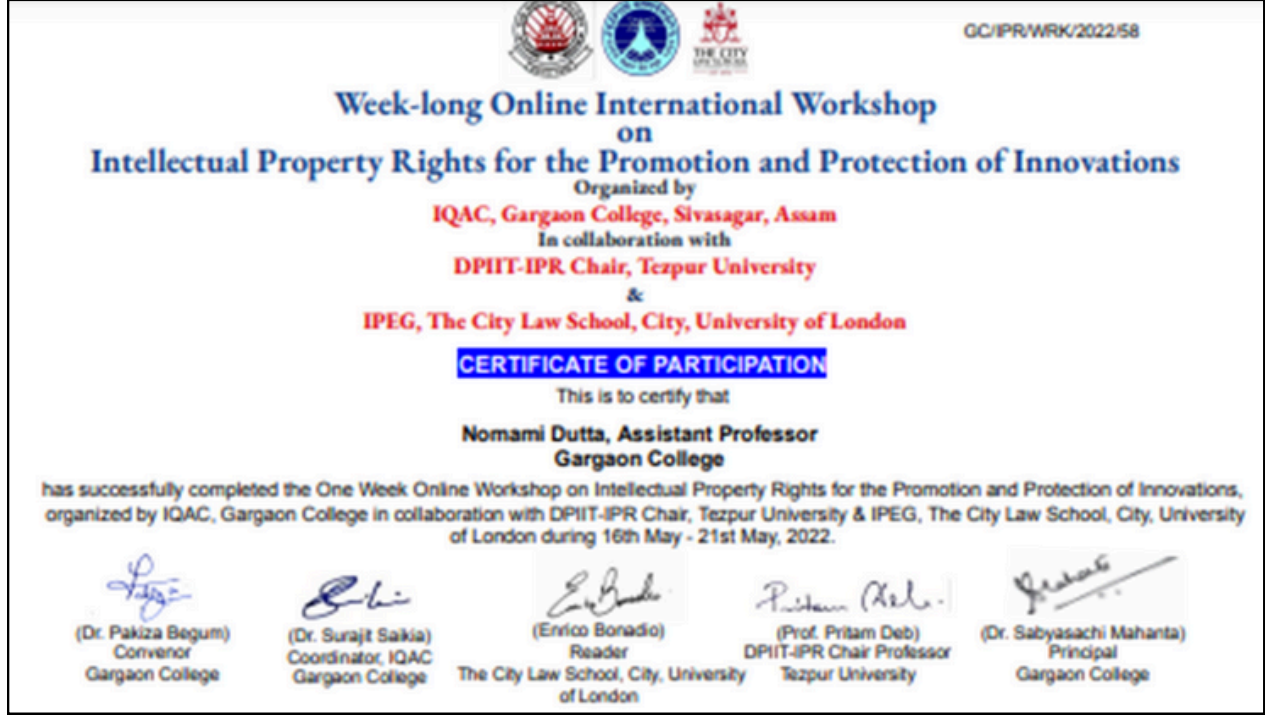 GC/IPR/WRK/2022/58
THE CITY
Week-long Online International Workshop
on
Intellectual Property Rights for the Promotion and Protection of Innovations
Organized by
IQAC, Gargaon College, Sivasagar, Assam
In collaboration with
DPIIT-IPR Chair, Tezpur University
&
IPEG, The City Law School, City, University of London
CERTIFICATE OF PARTICIPATION
This is to certify that
Nomami Dutta, Assistant Professor
Gargaon College
has successfully completed the One Week Online Workshop on Intellectual Property Rights for the Promotion and Protection of Innovations,
organized by IQAC, Gargaon College in collaboration with DPIIT-IPR Chair, Tezpur University & IPEG, The City Law School, City, University
of London during 16th May - 21st May, 2022.
(Dr. Pakiza Begum)
Convenor
Gargaon College
(Dr. Surajit Saikia)
Coordinator, IQAC
Gargaon College
(Enrico Bonadio)
Reader
The City Law School, City, University
of London
Pritam Deb.
(Prof. Pritam Deb)
DPIIT-IPR Chair Professor
Tezpur University
(Dr. Sabyasachi Mahanta)
Principal
Gargaon College